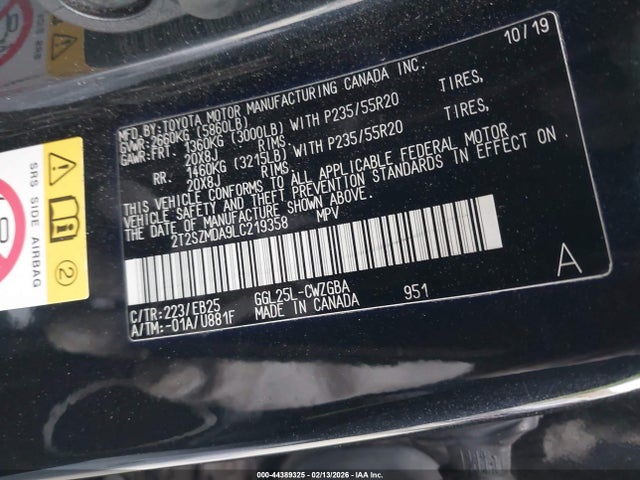 10/19
MFD.BY:TOYOTA MOTOR MANUFACTURING CANADA INC.
GVWR:2660KG (5860LB)
GAWR:FRT. 1360KG (3000LB) WITH P235/55R20 TIRES,
20X8J RIMS,
RR. 1460KG (3215LB) WITH P235/55R20 TIRES,
20X8J RIMS.
THIS VEHICLE CONFORMS TO ALL APPLICABLE FEDERAL MOTOR
VEHICLE SAFETY AND THEFT PREVENTION STANDARDS IN EFFECT ON
THE DATE OF MANUFACTURE SHOWN ABOVE.
2T2SZMDA9LC219358 MPV
C/TR:223/EB25 GGL25L-CWZGBA 951 A
A/TM:-01A/U881F MADE IN CANADA
SRS SIDE AIRBAG
2
000-44389325 - 02/13/2026 - IAA